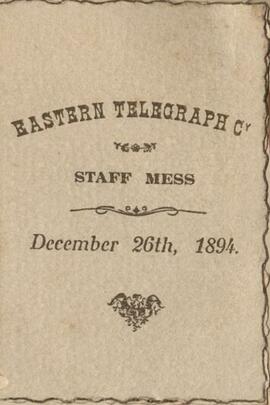 EASTERN TELEGRAPH Cy
STAFF MESS
December 26th, 1894.